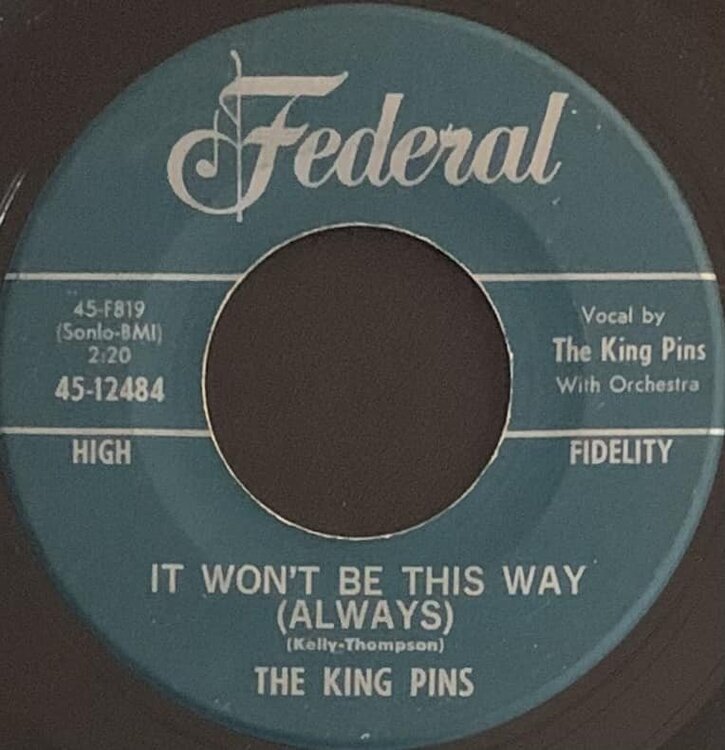 Federal
45-F819
(Sonlo-BMI)
2:20
45-12484
Vocal by
The King Pins
With Orchestra
HIGH
FIDELITY
IT WON'T BE THIS WAY
(ALWAYS)
(Kelly-Thompson)
THE KING PINS